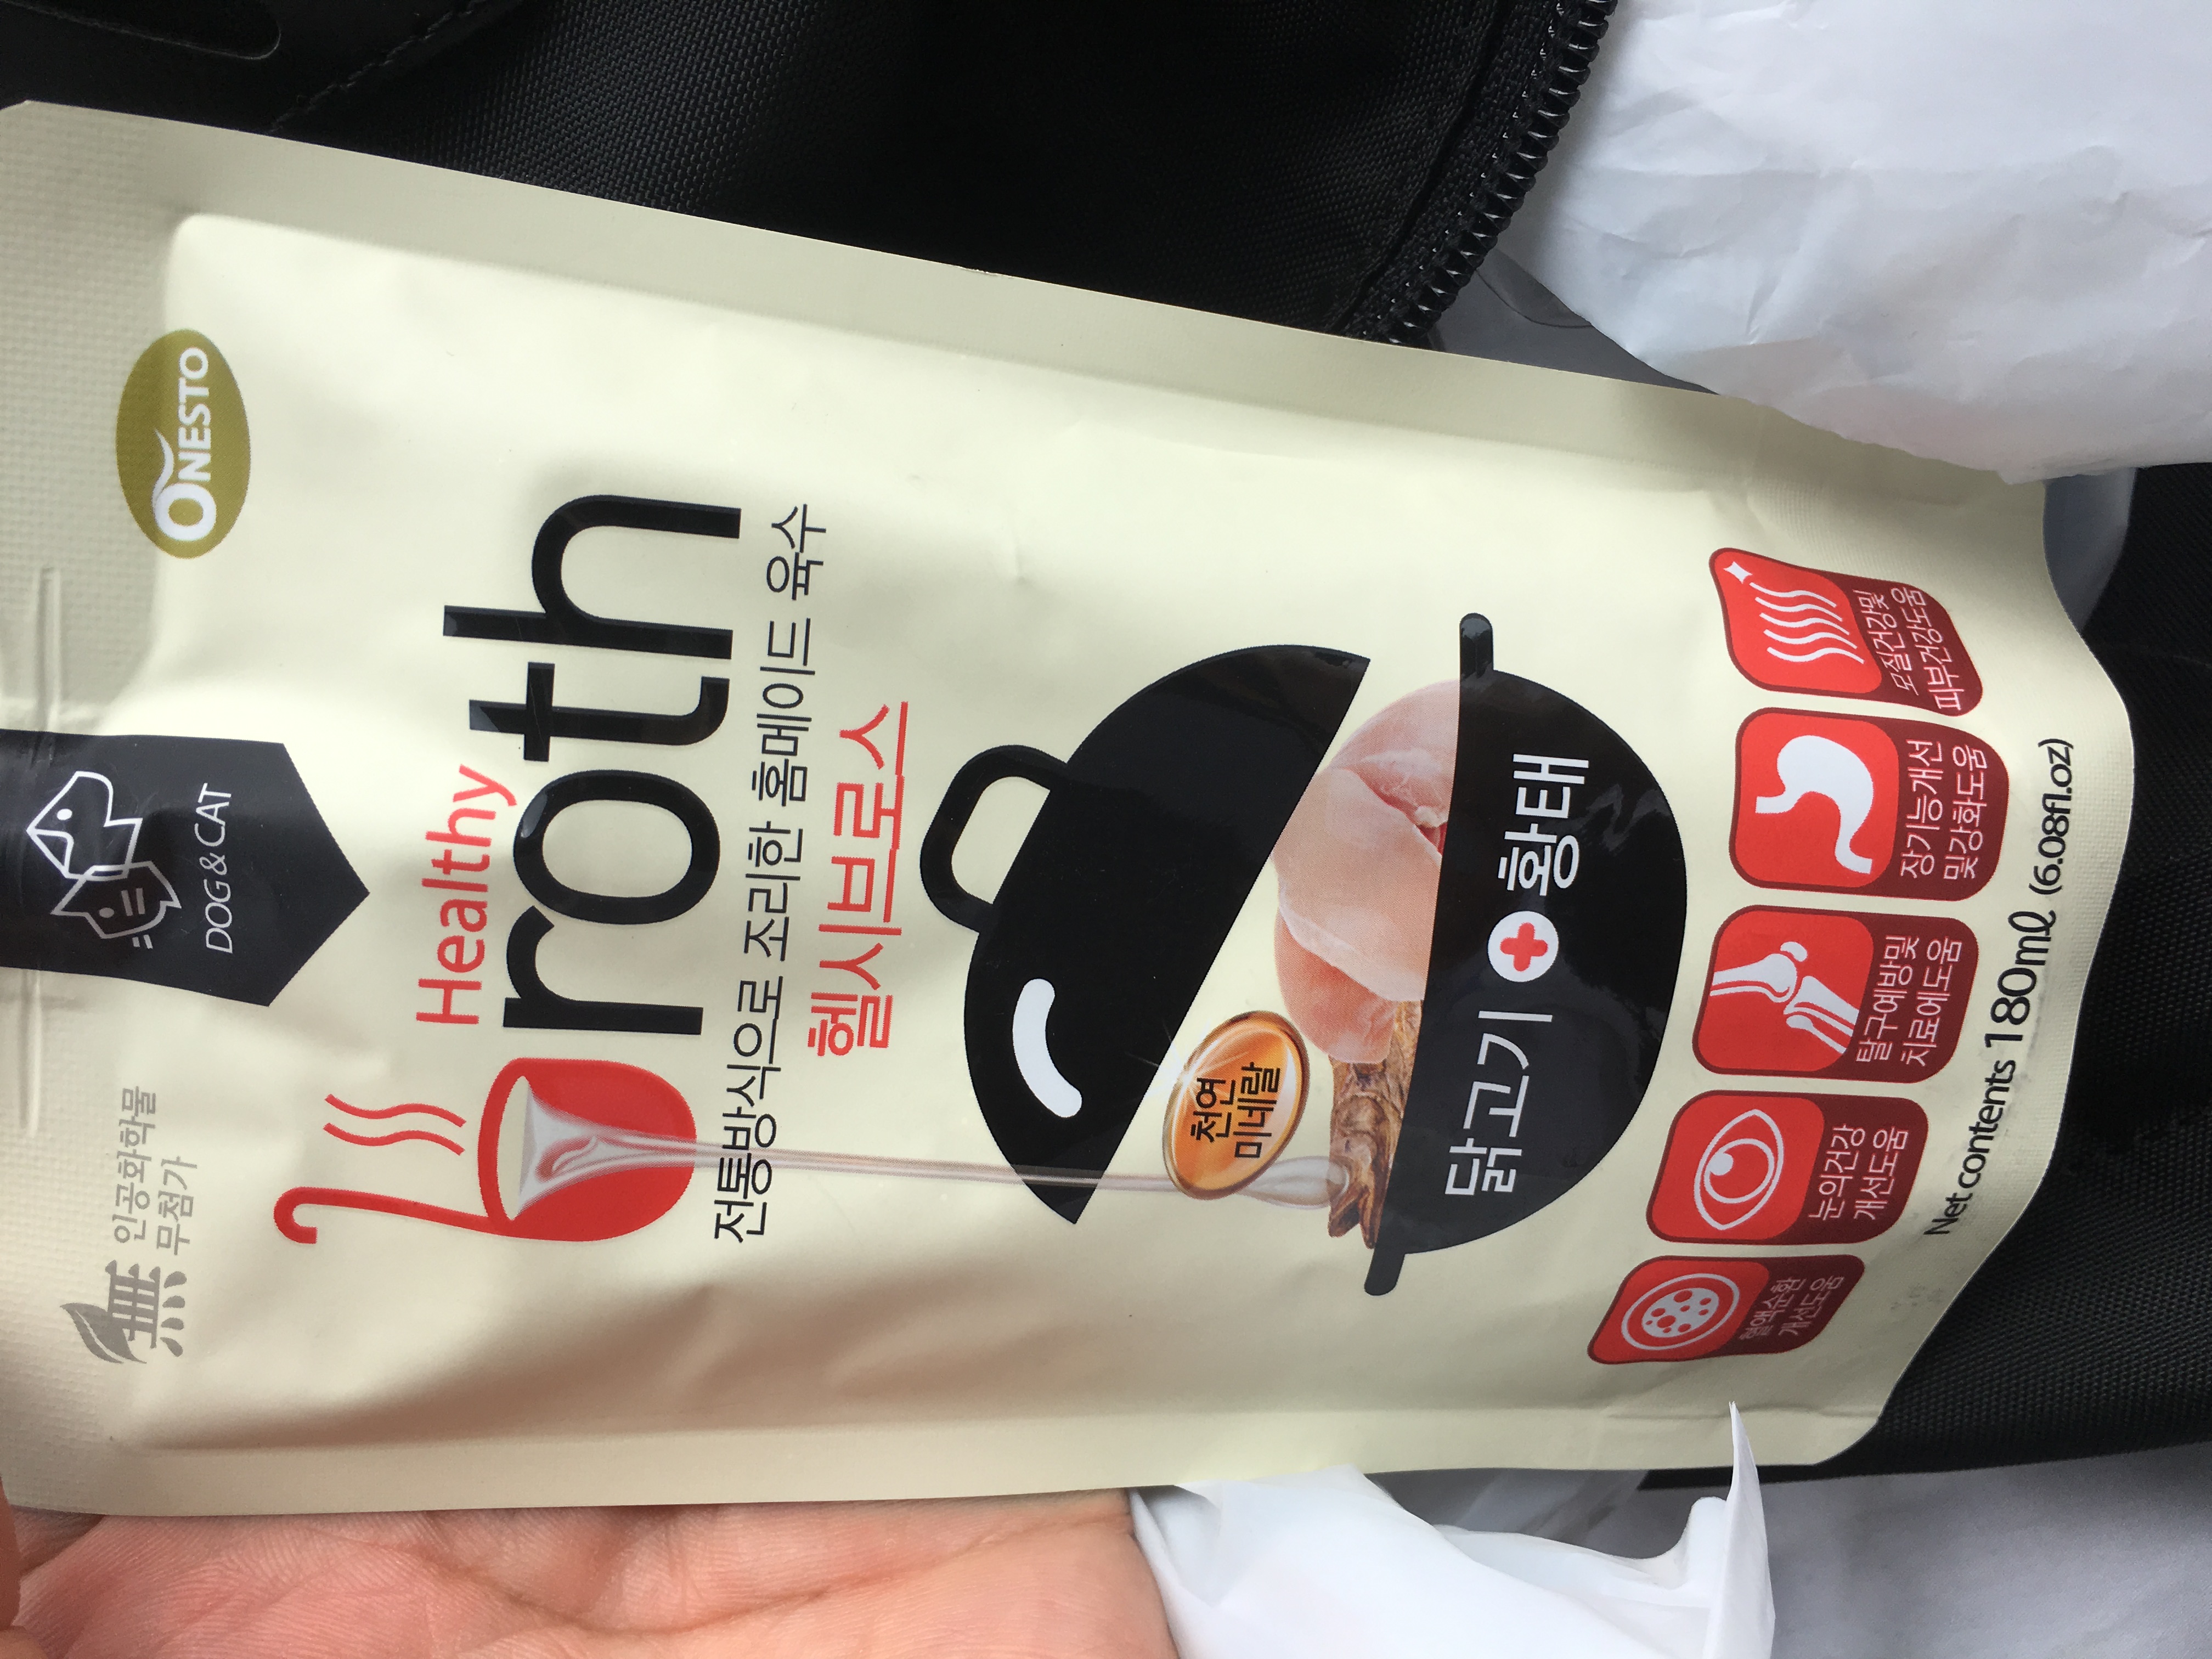 無 인공화학물
무첨가
DOG & CAT
ONESTO
Healthy
roth
전통방식으로 조리한 홈메이드 육수
헬시브로스
천연
미네랄
닭고기 + 황태
혈액순환
개선도움
눈의건강
개선도움
탈구예방및
치료에도움
장기능개선
및강화도움
모질건강및
피부건강도움
Net contents 180mℓ (6.08fl.oz)